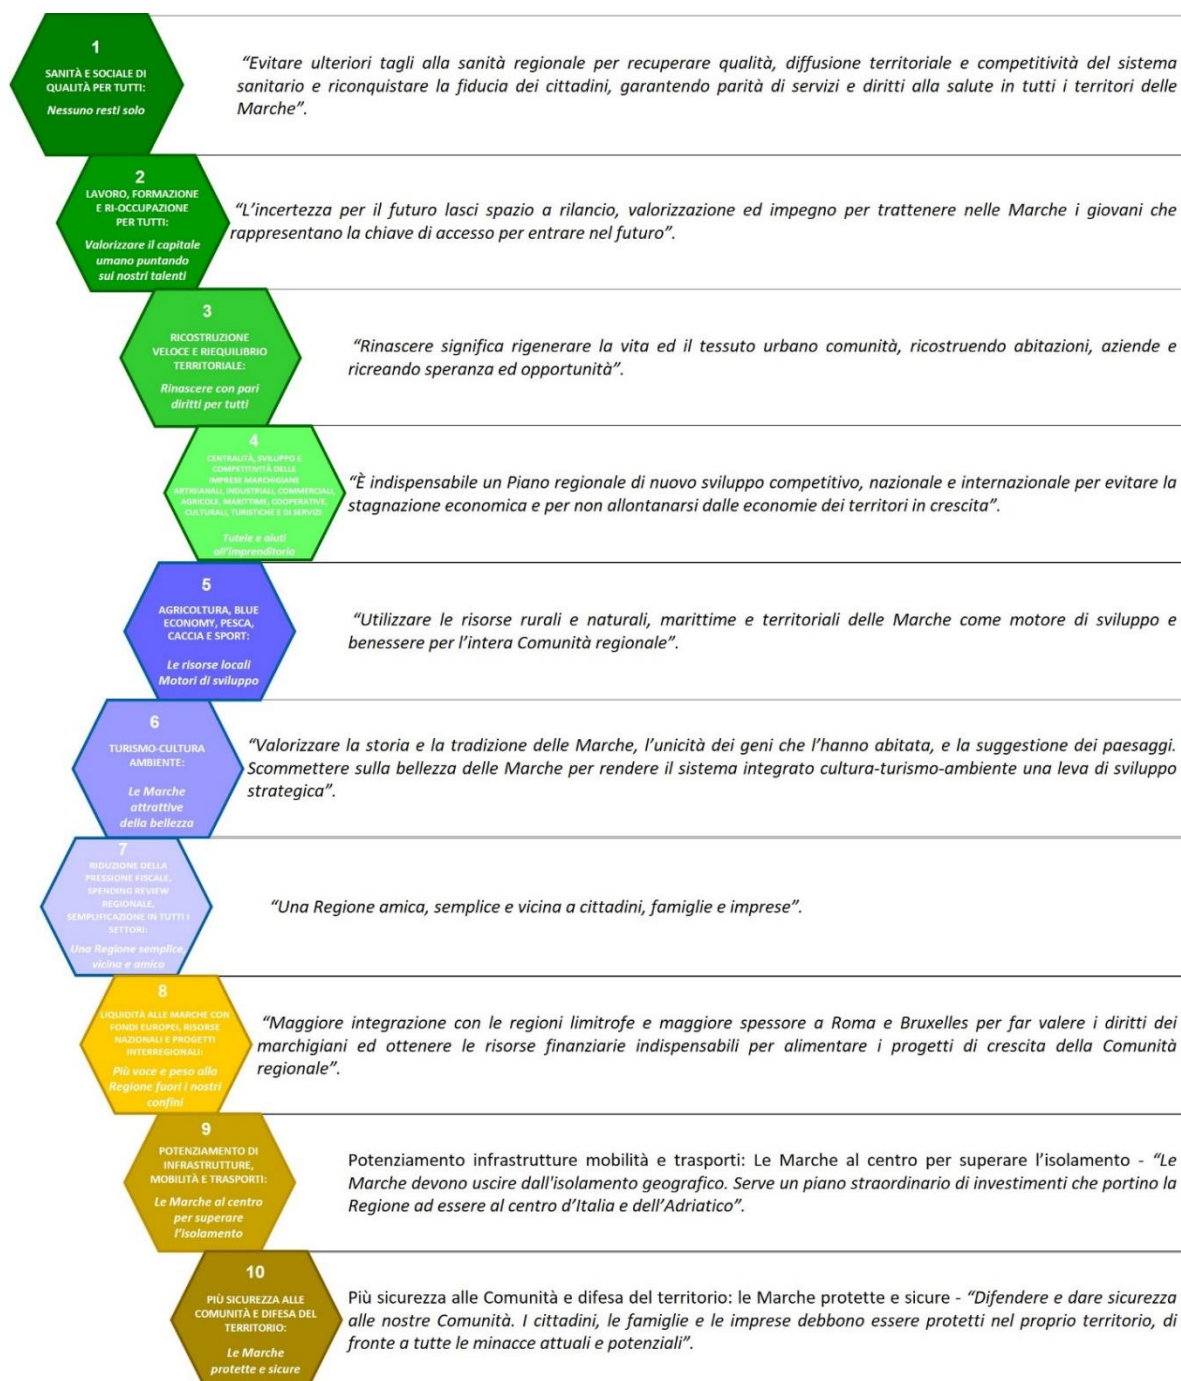 1
SANITÀ E SOCIALE DI
QUALITÀ PER TUTTI:
Nessuno resti solo
“Evitare ulteriori tagli alla sanità regionale per recuperare qualità, diffusione territoriale e competitività del sistema
sanitario e riconquistare la fiducia dei cittadini, garantendo parità di servizi e diritti alla salute in tutti i territori delle
Marche”.
2
LAVORO, FORMAZIONE
E RI-OCCUPAZIONE
PER TUTTI:
Valorizzare il capitale
umano puntando
sui nostri talenti
“L’incertezza per il futuro lasci spazio a rilancio, valorizzazione ed impegno per trattenere nelle Marche i giovani che
rappresentano la chiave di accesso per entrare nel futuro”.
3
RICOSTRUZIONE
VELOCE E RIEQUILIBRIO
TERRITORIALE:
Rinascere con pari
diritti per tutti
“Rinascere significa rigenerare la vita ed il tessuto urbano comunità, ricostruendo abitazioni, aziende e
ricreando speranza ed opportunità”.
4
CENTRALITÀ, SVILUPPO E
COMPETITIVITÀ DELLE
IMPRESE MARCHIGIANE
ARTIGIANALI, INDUSTRIALI, COMMERCIALI,
AGRICOLE, MARITTIME, COOPERATIVE,
CULTURALI, TURISTICHE E DI SERVIZI
Tutele e aiuti
all’imprenditoria
“È indispensabile un Piano regionale di nuovo sviluppo competitivo, nazionale e internazionale per evitare la
stagnazione economica e per non allontanarsi dalle economie dei territori in crescita”.
5
AGRICOLTURA, BLUE
ECONOMY, PESCA,
CACCIA E SPORT:
Le risorse locali
Motori di sviluppo
“Utilizzare le risorse rurali e naturali, marittime e territoriali delle Marche come motore di sviluppo e
benessere per l’intera Comunità regionale”.
6
TURISMO-CULTURA
AMBIENTE:
Le Marche
attrattive
della bellezza
“Valorizzare la storia e la tradizione delle Marche, l’unicità dei geni che l’hanno abitata, e la suggestione dei paesaggi.
Scommettere sulla bellezza delle Marche per rendere il sistema integrato cultura-turismo-ambiente una leva di sviluppo
strategica”.
7
RIDUZIONE DELLA
PRESSIONE FISCALE,
SPENDING REVIEW
REGIONALE,
SEMPLIFICAZIONE IN TUTTI I
SETTORI:
Una Regione semplice,
vicina e amica
“Una Regione amica, semplice e vicina a cittadini, famiglie e imprese”.
8
LIQUIDITÀ ALLE MARCHE CON
FONDI EUROPEI, RISORSE
NAZIONALI E PROGETTI
INTERREGIONALI:
Più voce e peso alla
Regione fuori i nostri
confini
“Maggiore integrazione con le regioni limitrofe e maggiore spessore a Roma e Bruxelles per far valere i diritti dei
marchigiani ed ottenere le risorse finanziarie indispensabili per alimentare i progetti di crescita della Comunità
regionale”.
9
POTENZIAMENTO DI
INFRASTRUTTURE,
MOBILITÀ E TRASPORTI:
Le Marche al centro
per superare
l’isolamento
Potenziamento infrastrutture mobilità e trasporti: Le Marche al centro per superare l’isolamento - “Le
Marche devono uscire dall'isolamento geografico. Serve un piano straordinario di investimenti che portino la
Regione ad essere al centro d’Italia e dell’Adriatico”.
10
PIÙ SICUREZZA ALLE
COMUNITÀ E DIFESA DEL
TERRITORIO:
Le Marche
protette e sicure
Più sicurezza alle Comunità e difesa del territorio: le Marche protette e sicure - “Difendere e dare sicurezza
alle nostre Comunità. I cittadini, le famiglie e le imprese debbono essere protetti nel proprio territorio, di
fronte a tutte le minacce attuali e potenziali”.